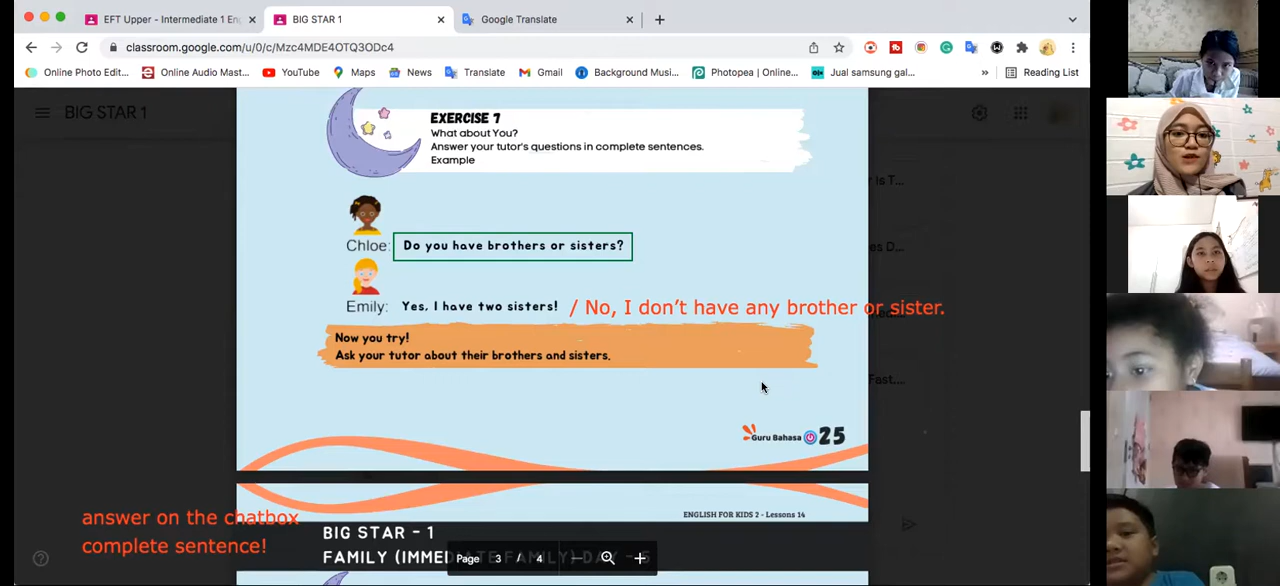 EFT Upper - Intermediate 1 En
BIG STAR 1
Google Translate
classroom.google.com/u/0/c/Mzc4MDE4OTQ3ODc4
Online Photo Edit...
Online Audio Mast...
YouTube
Maps
News
Translate
Gmail
Background Musi...
Photopea | Online...
Jual samsung gal...
»
Reading List
BIG STAR 1
EXERCISE 7
What about You?
Answer your tutor's questions in complete sentences.
Example
Chloe: Do you have brothers or sisters?
Emily: Yes, I have two sisters! / No, I don't have any brother or sister.
Now you try!
Ask your tutor about their brothers and sisters.
Guru Bahasa 25
ENGLISH FOR KIDS 2 - Lessons 14
answer on the chatbox
complete sentence!
BIG STAR - 1
FAMILY (IMMEDIATE FAMILY) DAY - 5
Page 3 / 4